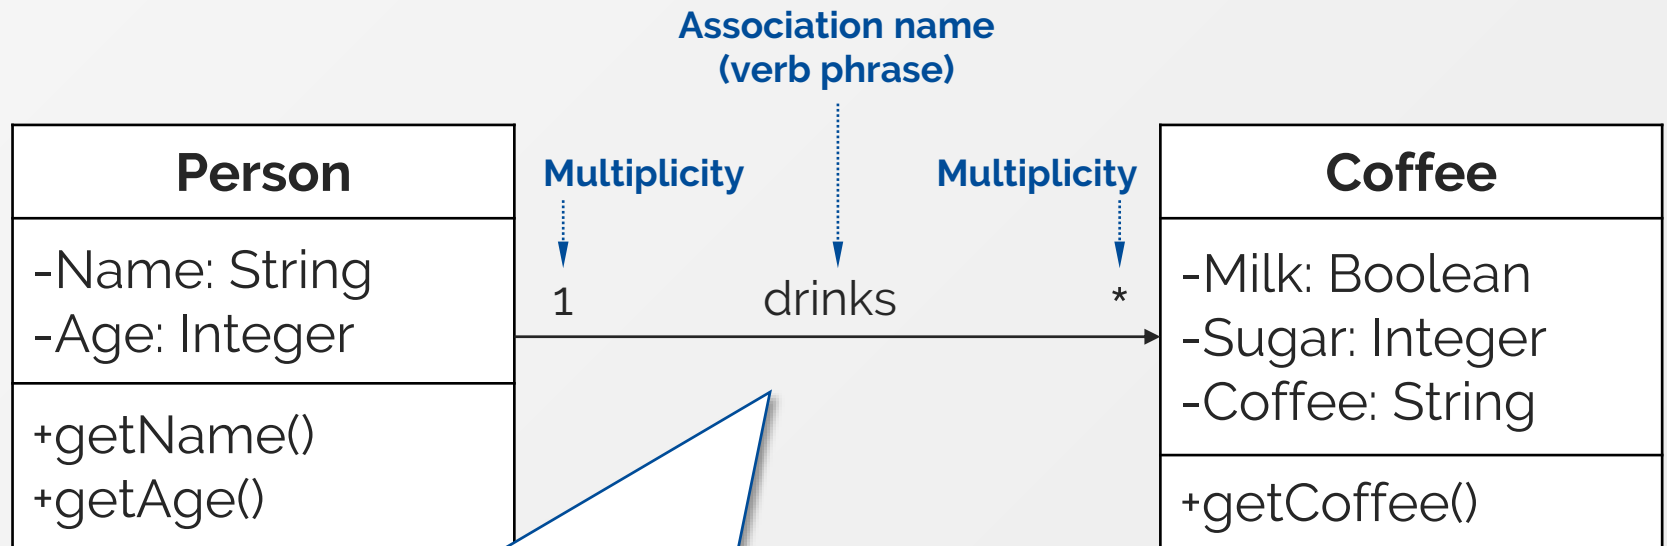 Association name
(verb phrase)
Person
Multiplicity
Multiplicity
Coffee
-Name: String
-Age: Integer
1
drinks
*
-Milk: Boolean
-Sugar: Integer
-Coffee: String
+getName()
+getAge()
+getCoffee()